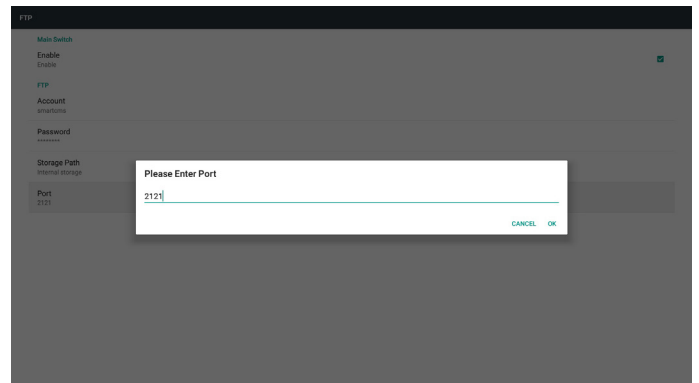 FTP
Main Switch
Enable
Enable
FTP
Account
smartcms
Password
********
Storage Path
internal storage
Port
2121
Please Enter Port
2121
CANCEL OK